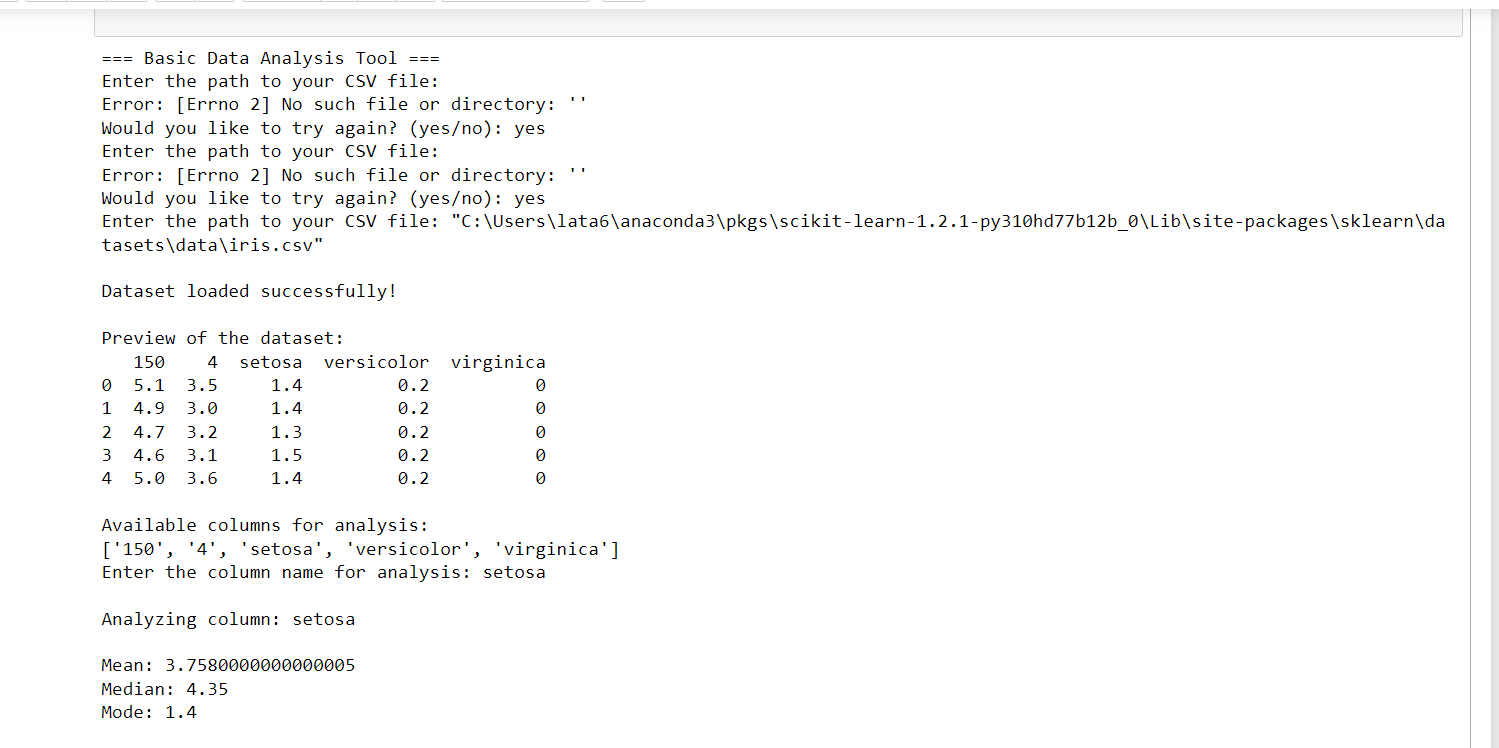 === Basic Data Analysis Tool ===
Enter the path to your CSV file:
Error: [Errno 2] No such file or directory: ''
Would you like to try again? (yes/no): yes
Enter the path to your CSV file:
Error: [Errno 2] No such file or directory: ''
Would you like to try again? (yes/no): yes
Enter the path to your CSV file: "C:\Users\lata6\anaconda3\pkgs\scikit-learn-1.2.1-py310hd77b12b_0\Lib\site-packages\sklearn\da
tasets\data\iris.csv"
Dataset loaded successfully!
Preview of the dataset:
   150    4  setosa  versicolor  virginica
0  5.1  3.5     1.4         0.2          0
1  4.9  3.0     1.4         0.2          0
2  4.7  3.2     1.3         0.2          0
3  4.6  3.1     1.5         0.2          0
4  5.0  3.6     1.4         0.2          0
Available columns for analysis:
['150', '4', 'setosa', 'versicolor', 'virginica']
Enter the column name for analysis: setosa
Analyzing column: setosa
Mean: 3.7580000000000005
Median: 4.35
Mode: 1.4